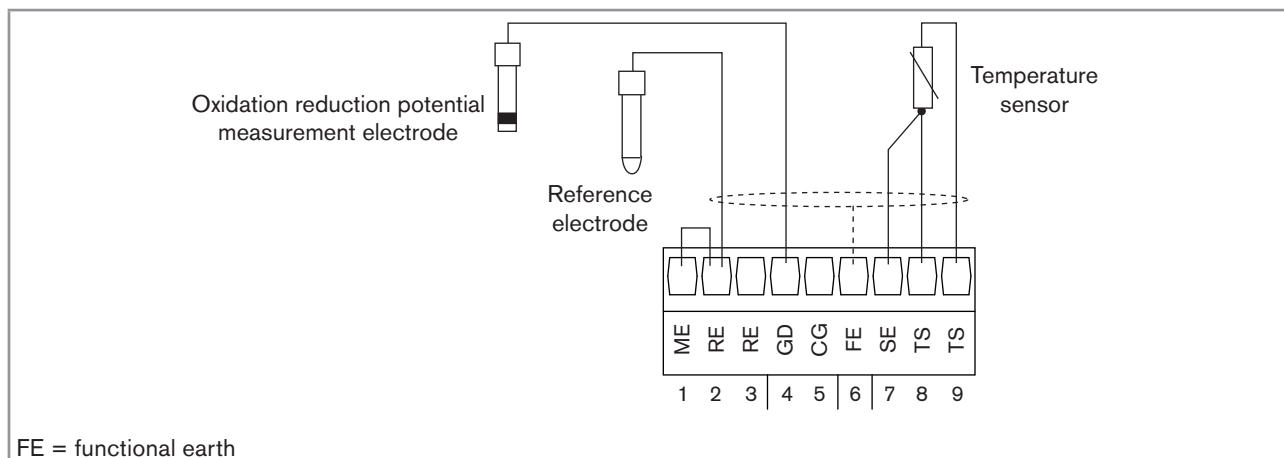 Oxidation reduction potential
measurement electrode
Reference
electrode
Temperature
sensor
ME RE RE GD CG FE SE TS TS
1 2 3 4 5 6 7 8 9
FE = functional earth